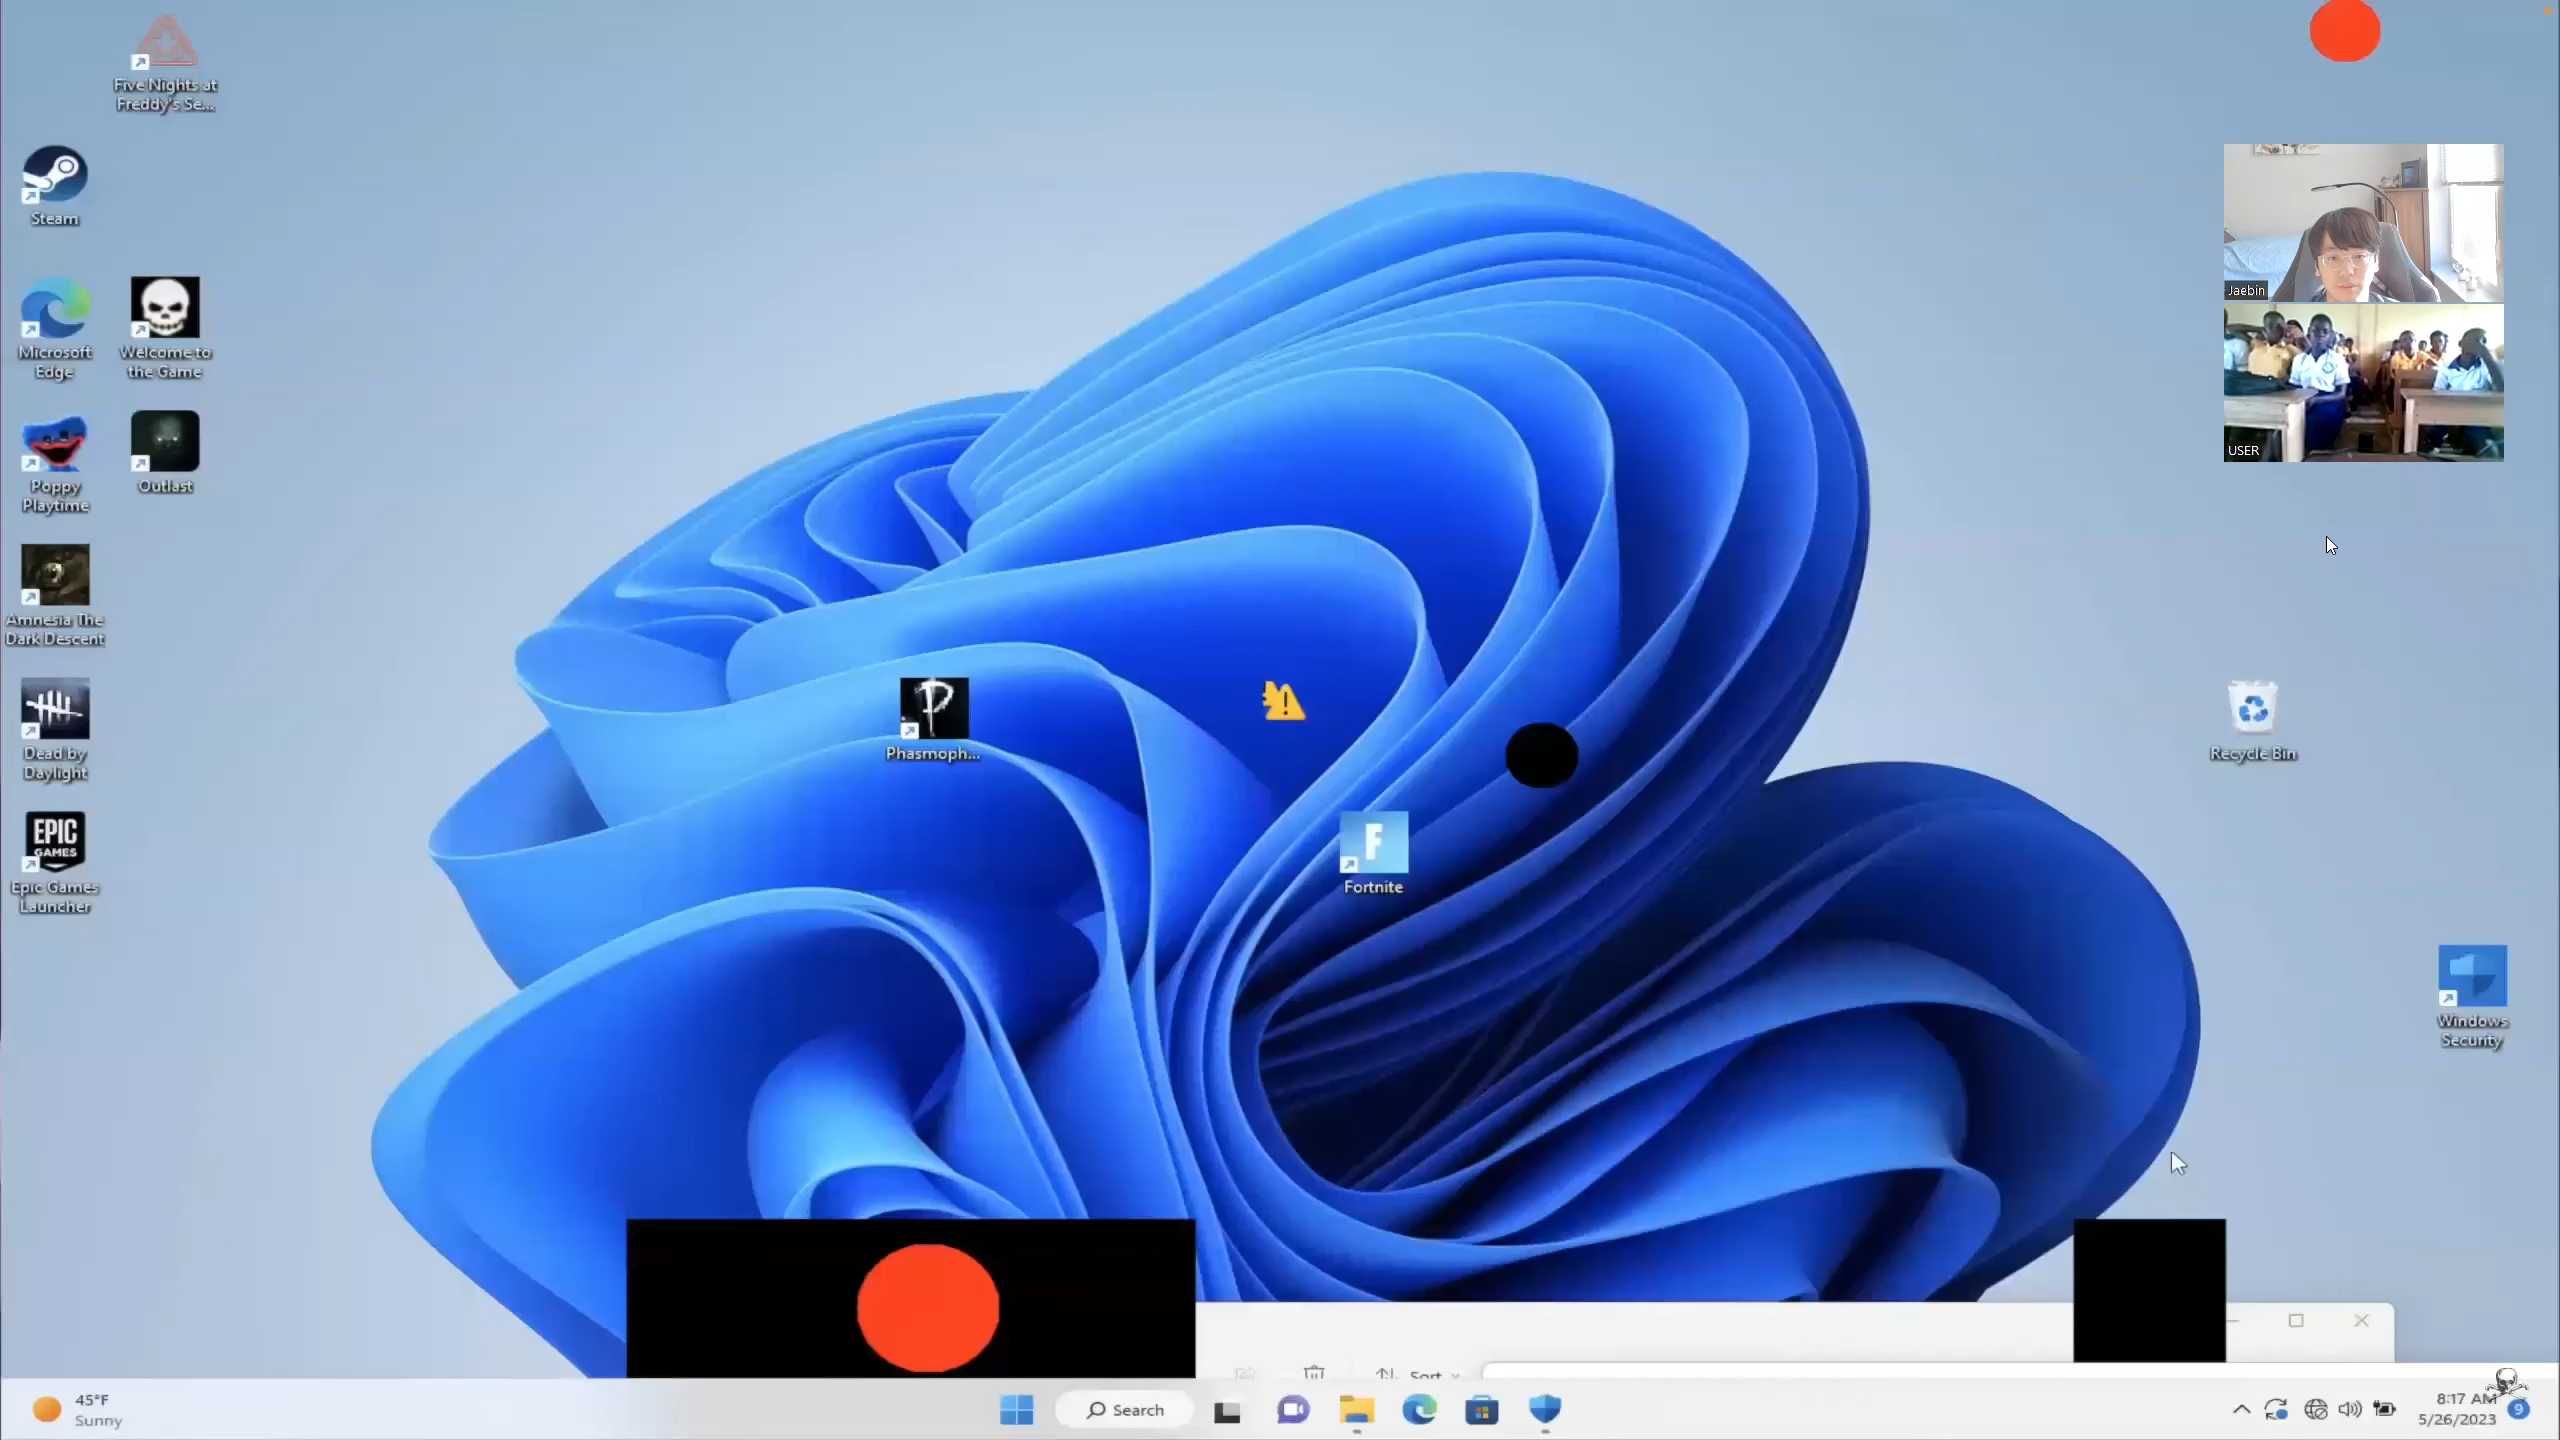 Five Nights at
Freddy's Se...
Steam
Microsoft
Edge
Welcome to
the Game
Poppy
Playtime
Outlast
Amnesia The
Dark Descent
Dead by
Daylight
EPIC
GAMES
Epic Games
Launcher
Phasmoph...
F
Fortnite
Jaebin
USER
Recycle Bin
Windows
Security
Sort
45°F
Sunny
Search
8:17 AM
5/26/2023
9